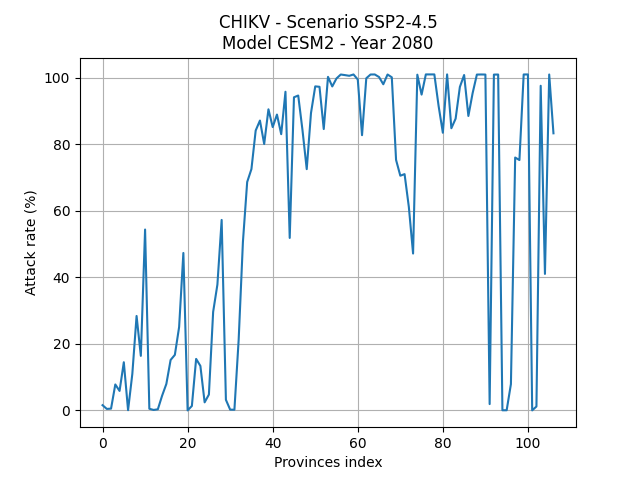 CHIKV - Scenario SSP2-4.5
Model CESM2 - Year 2080
Attack rate (%)
100
80
60
40
20
0
0 20 40 60 80 100
Provinces index